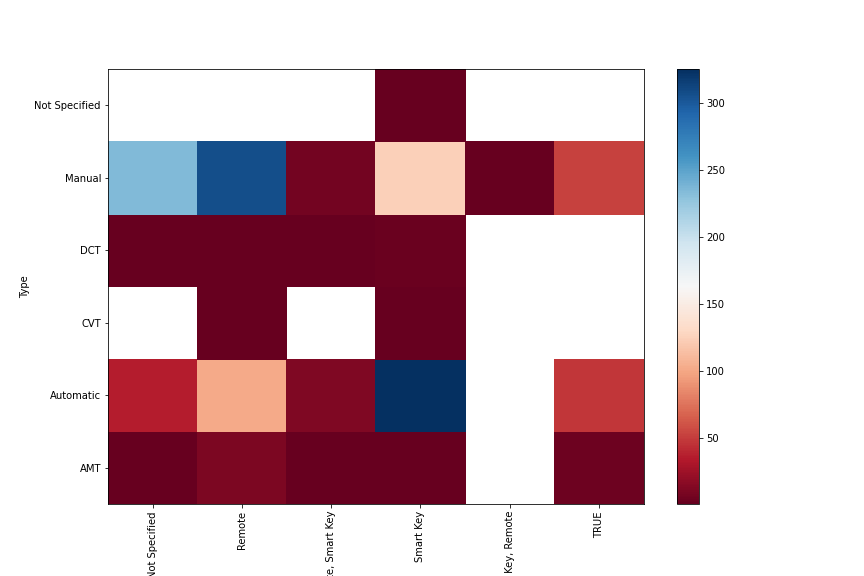 Not Specified
Manual
DCT
CVT
Automatic
AMT
Type
Not Specified
Remote
, Smart Key
Smart Key
Key, Remote
TRUE
300
250
200
150
100
50